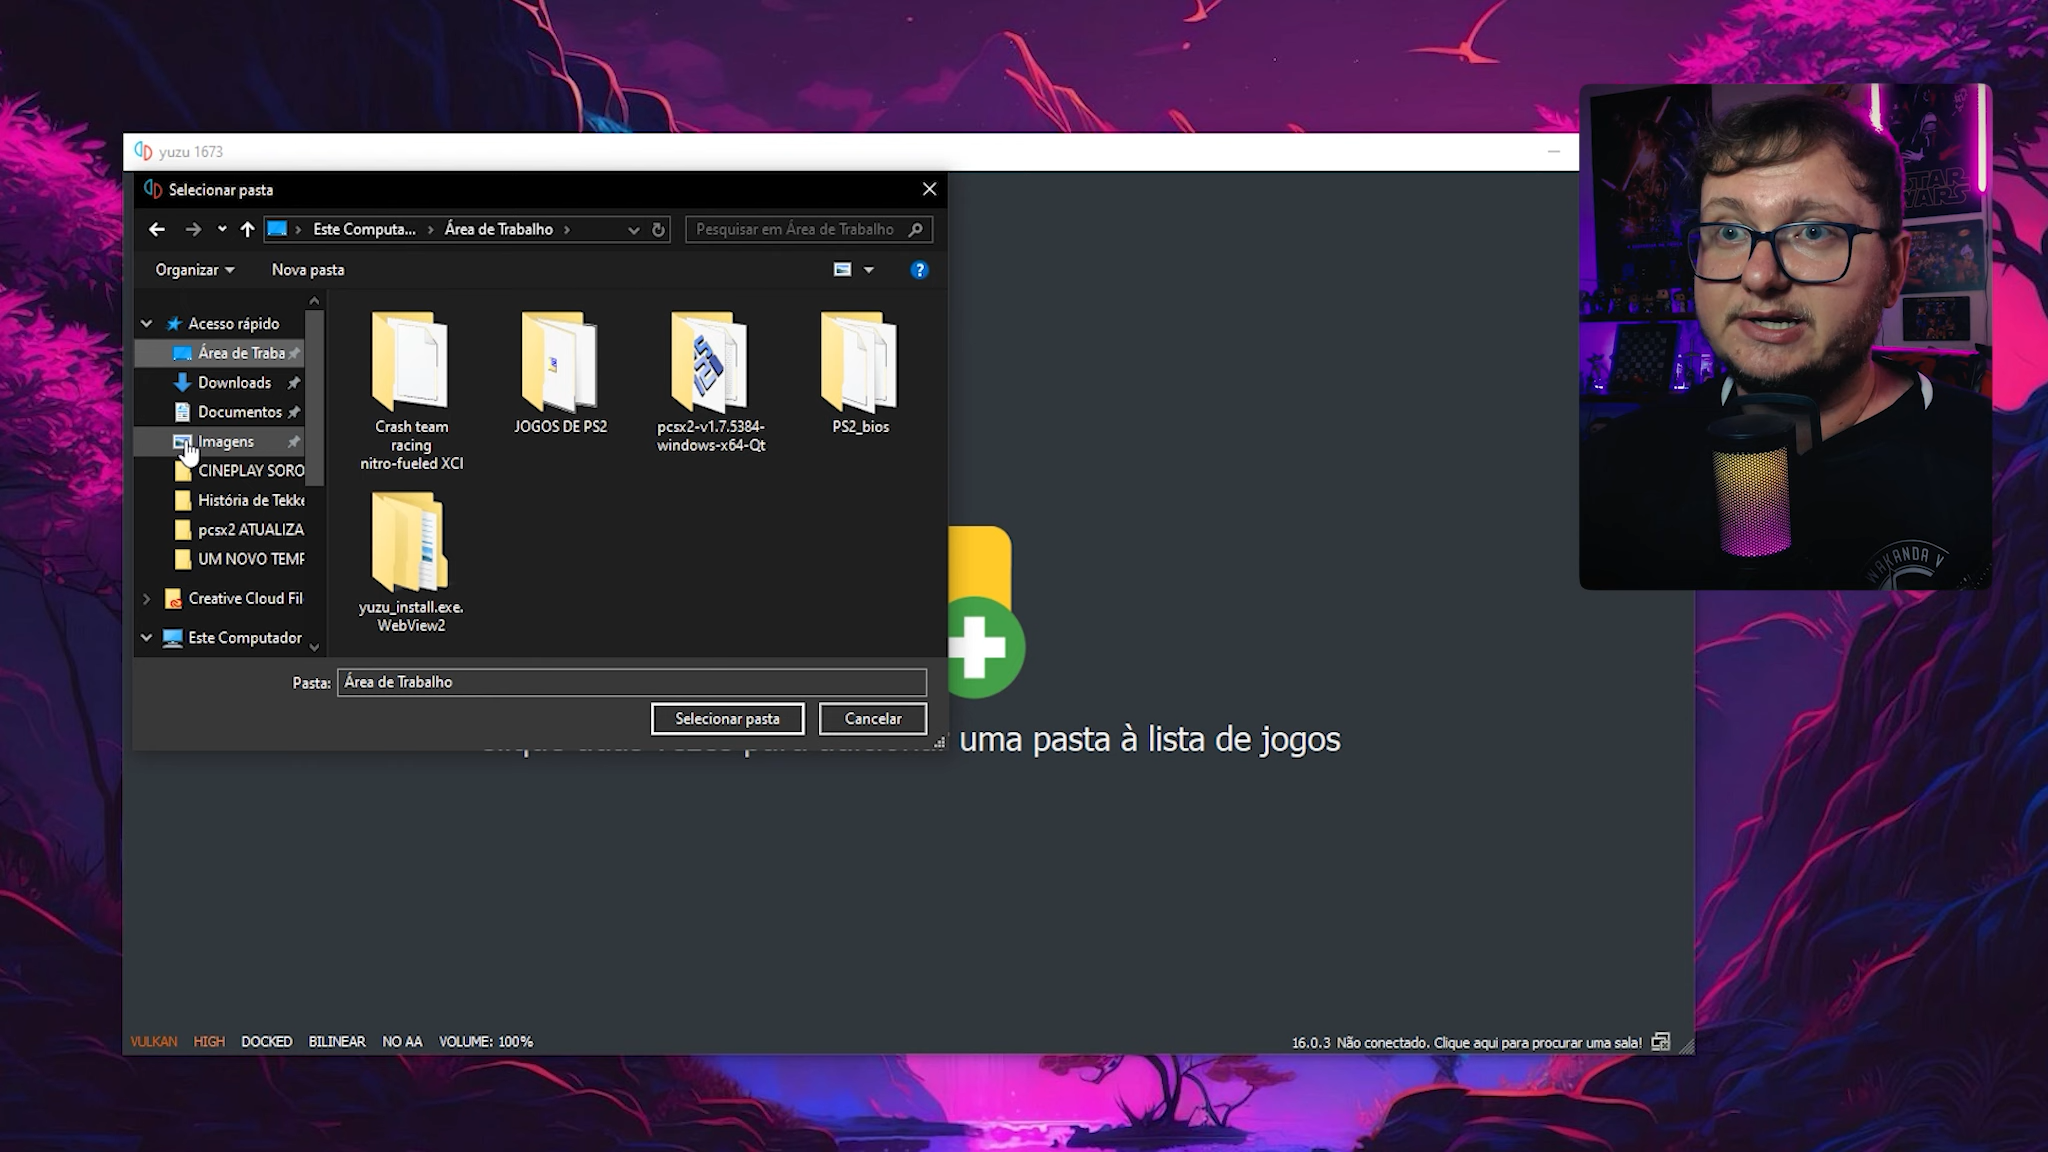 yuzu 1673
Selecionar pasta
Este Computa... › Área de Trabalho ›
Pesquisar em Área de Trabalho
Organizar
Nova pasta
Acesso rápido
Área de Traba
Downloads
Documentos
Imagens
CINEPLAY SORO
História de Tekke
pcsx2 ATUALIZA
UM NOVO TEMP
Creative Cloud Fil
Este Computador
Crash team
racing
nitro-fueled XCI
JOGOS DE PS2
pcsx2-v1.7.5384-
windows-x64-Qt
PS2_bios
yuzu_install.exe.
WebView2
Pasta:
Área de Trabalho
Selecionar pasta
Cancelar
uma pasta à lista de jogos
VULKAN HIGH DOCKED BILINEAR NO AA VOLUME: 100%
16.0.3 Não conectado. Clique aqui para procurar uma sala!
STAR
WARS
WAKANDA